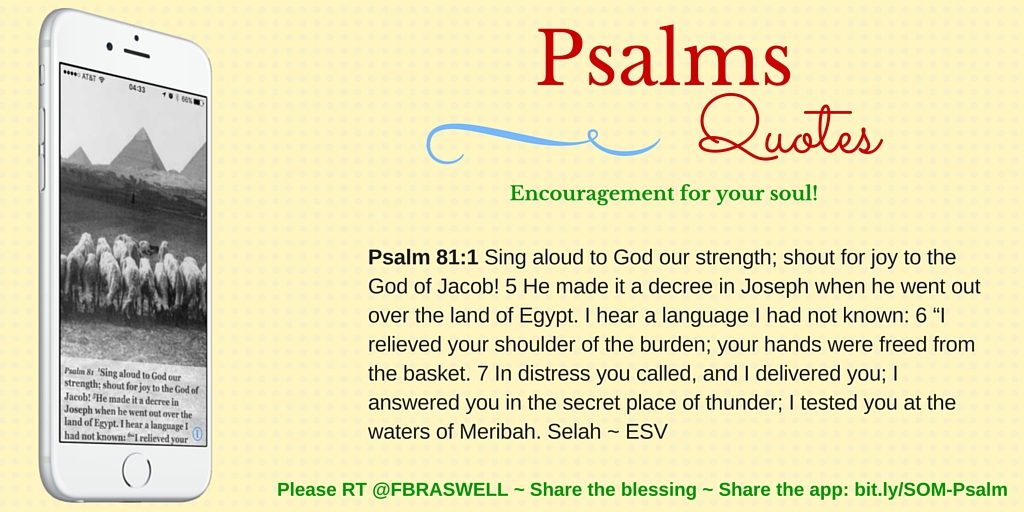 ●●●●● AT&T
04:33
66%
Psalm 81 ¹Sing aloud to God our
strength; shout for joy to the God of
Jacob! ⁵He made it a decree in
Joseph when he went out over the
land of Egypt. I hear a language I
had not known: ⁶“I relieved your
Psalms
Quotes
Encouragement for your soul!
Psalm 81:1 Sing aloud to God our strength; shout for joy to the
God of Jacob! 5 He made it a decree in Joseph when he went out
over the land of Egypt. I hear a language I had not known: 6 “I
relieved your shoulder of the burden; your hands were freed from
the basket. 7 In distress you called, and I delivered you; I
answered you in the secret place of thunder; I tested you at the
waters of Meribah. Selah ~ ESV
Please RT @FBRASWELL ~ Share the blessing ~ Share the app: bit.ly/SOM-Psalm